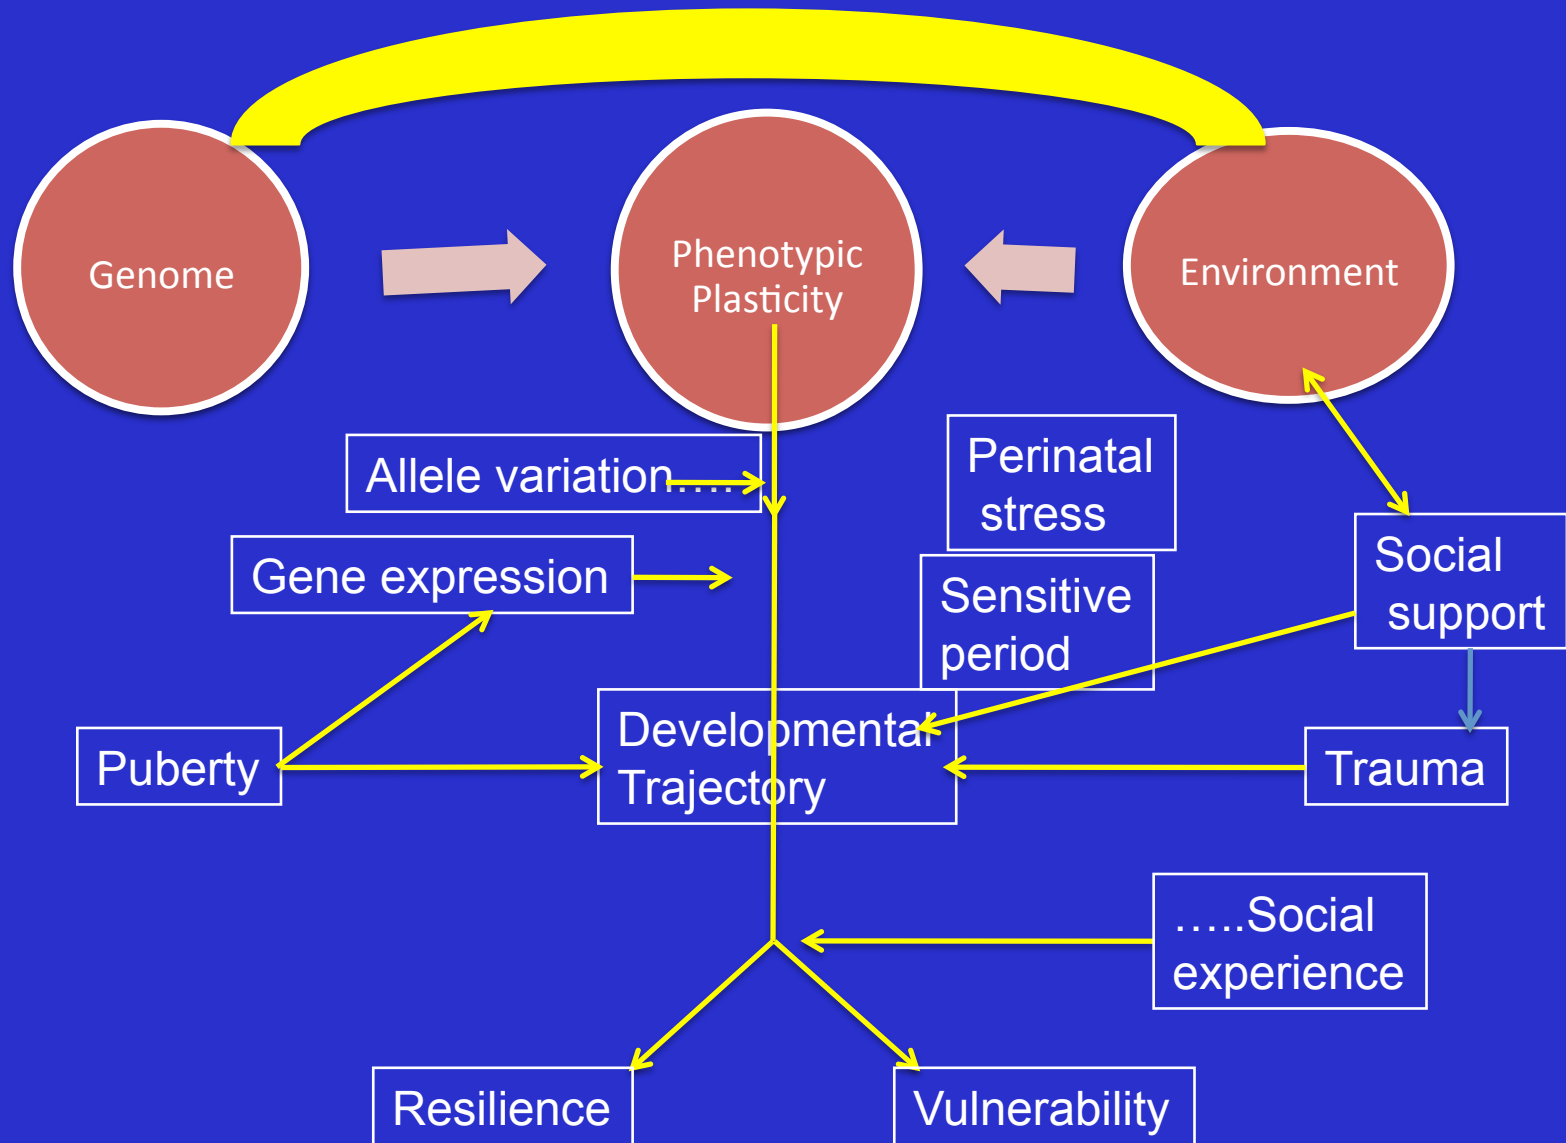 Genome
Phenotypic
Plasticity
Environment
Allele variation....
Perinatal
stress
Gene expression
Sensitive
period
Social
support
Puberty
Developmental
Trajectory
Trauma
.....Social
experience
Resilience
Vulnerability